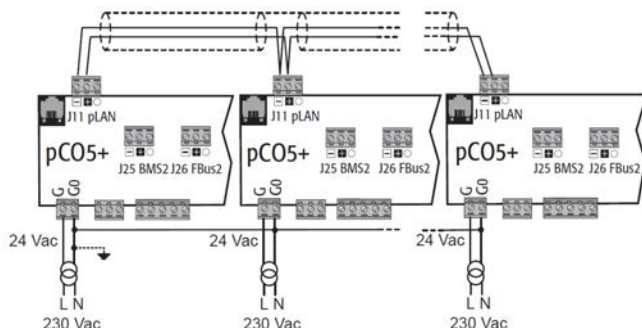 J11 pLAN
J11 pLAN
J11 pLAN
pCO5+
J25 BMS2
J26 FBus2
pCO5+
J25 BMS2
J26 FBus2
pCO5+
J25 BMS2
J26 FBus2
G
G0
G
G0
G
G0
24 Vac
24 Vac
24 Vac
L N
L N
L N
230 Vac
230 Vac
230 Vac